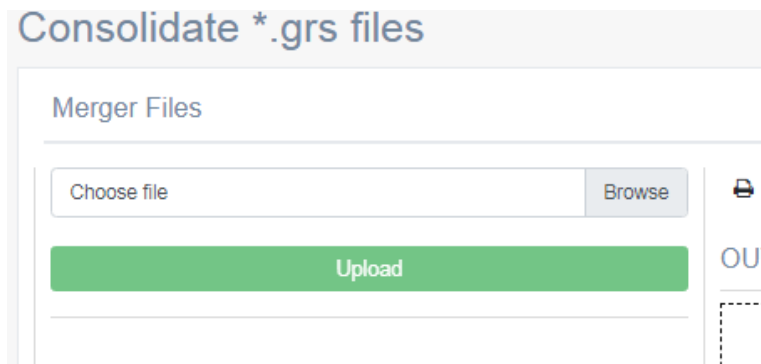 Consolidate *.grs files
Merger Files
Choose file
Browse
Upload